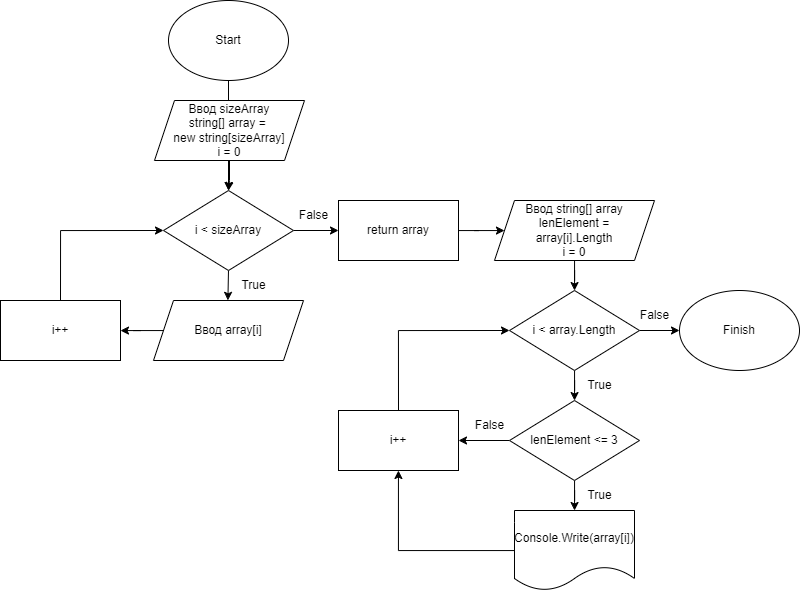 Start
Ввод sizeArray
string[] array =
new string[sizeArray]
i = 0
i < sizeArray
False
return array
True
Ввод array[i]
i++
Ввод string[] array
lenElement =
array[i].Length
i = 0
i < array.Length
False
Finish
True
lenElement <= 3
False
i++
True
Console.Write(array[i])